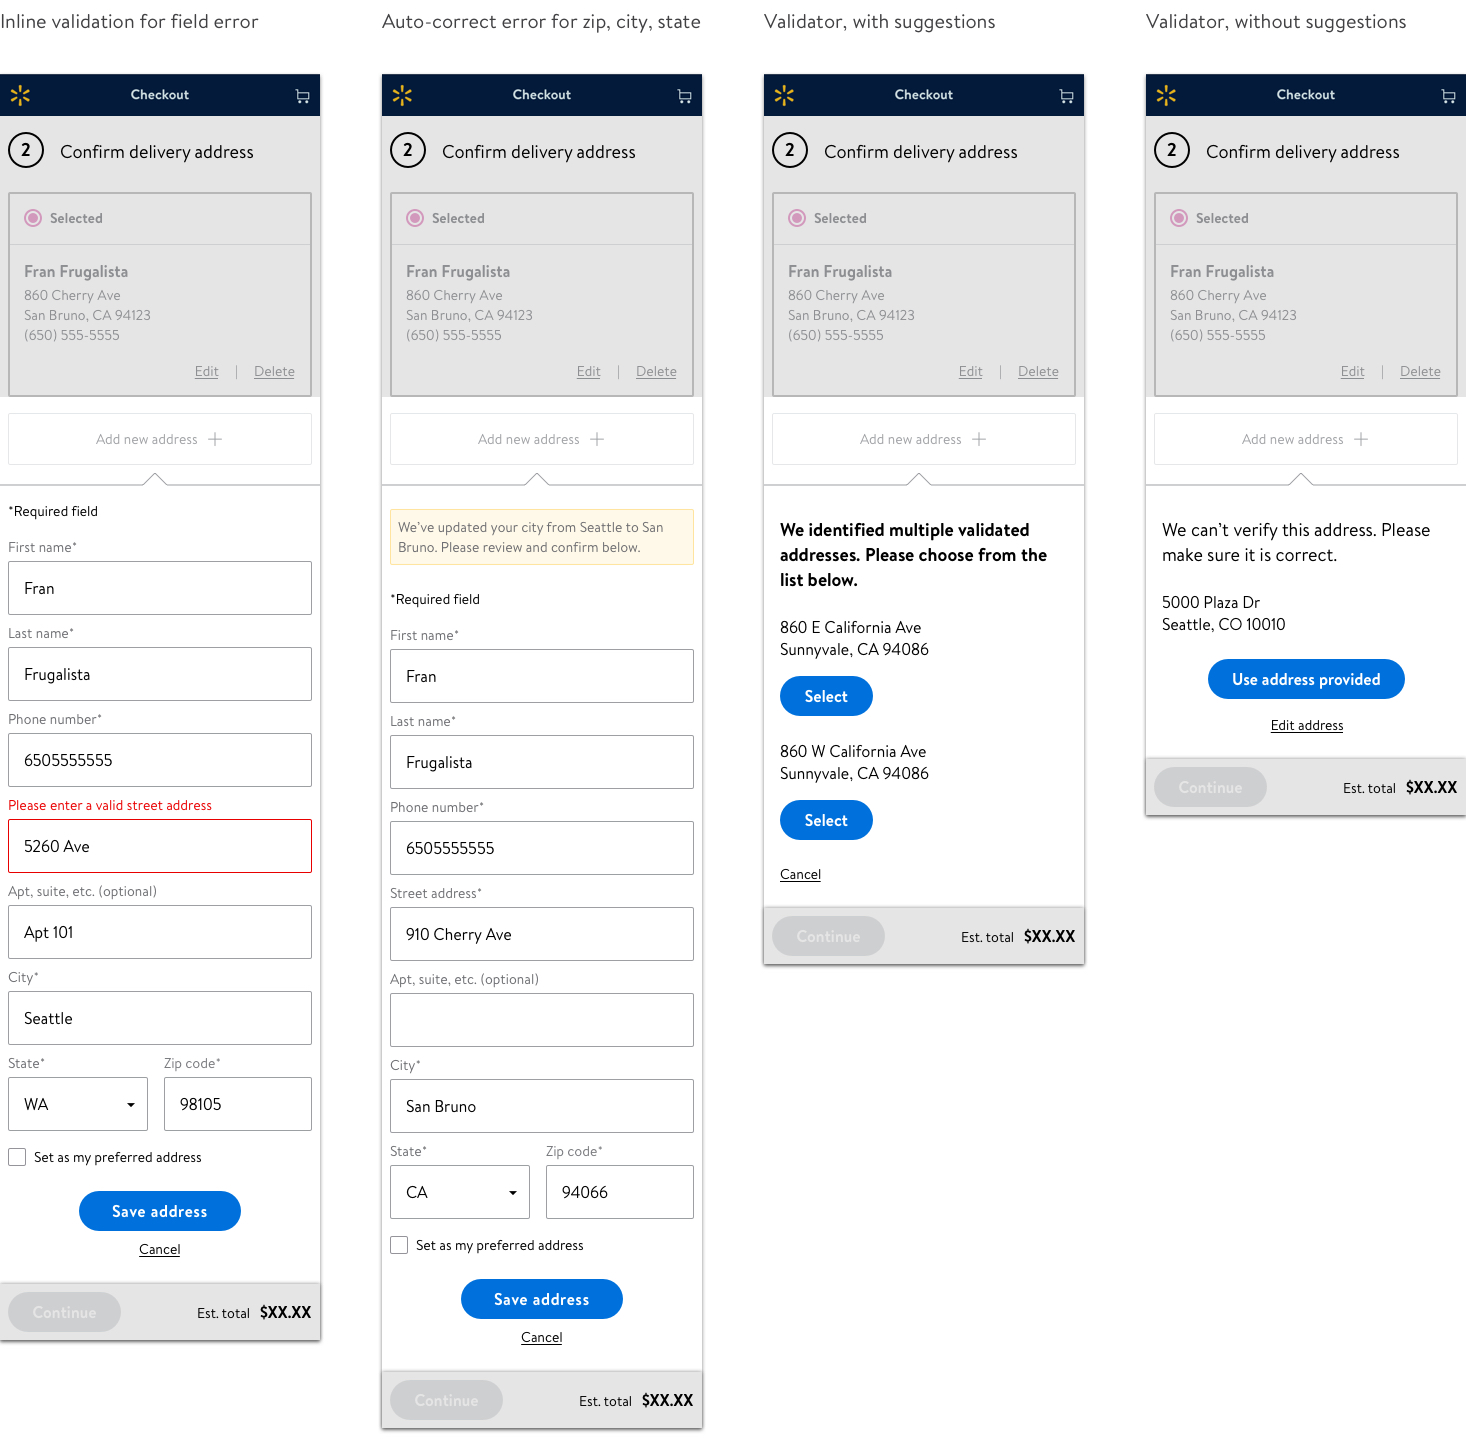 Inline validation for field error
Checkout
2
Confirm delivery address
Selected
Fran Frugalista
860 Cherry Ave
San Bruno, CA 94123
(650) 555-5555
Edit | Delete
Add new address
*Required field
First name*
Fran
Last name*
Frugalista
Phone number*
6505555555
Please enter a valid street address
5260 Ave
Apt, suite, etc. (optional)
Apt 101
City*
Seattle
State* Zip code*
WA 98105
Set as my preferred address
Save address
Cancel
Continue Est. total $XX.XX
Auto-correct error for zip, city, state
Checkout
2
Confirm delivery address
Selected
Fran Frugalista
860 Cherry Ave
San Bruno, CA 94123
(650) 555-5555
Edit | Delete
Add new address
We've updated your city from Seattle to San
Bruno. Please review and confirm below.
*Required field
First name*
Fran
Last name*
Frugalista
Phone number*
6505555555
Street address*
910 Cherry Ave
Apt, suite, etc. (optional)
City*
San Bruno
State* Zip code*
CA 94066
Set as my preferred address
Save address
Cancel
Continue Est. total $XX.XX
Validator, with suggestions
Checkout
2
Confirm delivery address
Selected
Fran Frugalista
860 Cherry Ave
San Bruno, CA 94123
(650) 555-5555
Edit | Delete
Add new address
We identified multiple validated
addresses. Please choose from the
list below.
860 E California Ave
Sunnyvale, CA 94086
Select
860 W California Ave
Sunnyvale, CA 94086
Select
Cancel
Continue Est. total $XX.XX
Validator, without suggestions
Checkout
2
Confirm delivery address
Selected
Fran Frugalista
860 Cherry Ave
San Bruno, CA 94123
(650) 555-5555
Edit | Delete
Add new address
We can't verify this address. Please
make sure it is correct.
5000 Plaza Dr
Seattle, CO 10010
Use address provided
Edit address
Continue Est. total $XX.XX